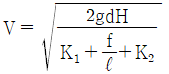 V = √(2gdH / (K₁ + f/ℓ + K₂))